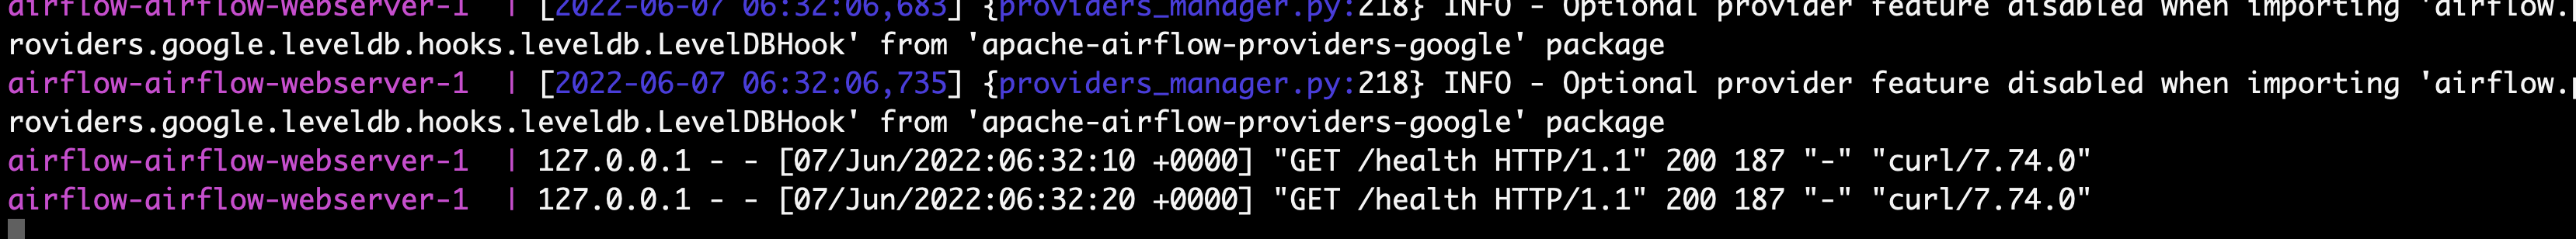 airflow-airflow-webserver-1  | [2022-06-07 06:32:06,683] {providers_manager.py:218} INFO - Optional provider feature disabled when importing 'airflow.p
roviders.google.leveldb.hooks.leveldb.LevelDBHook' from 'apache-airflow-providers-google' package
airflow-airflow-webserver-1  | [2022-06-07 06:32:06,735] {providers_manager.py:218} INFO - Optional provider feature disabled when importing 'airflow.p
roviders.google.leveldb.hooks.leveldb.LevelDBHook' from 'apache-airflow-providers-google' package
airflow-airflow-webserver-1  | 127.0.0.1 - - [07/Jun/2022:06:32:10 +0000] "GET /health HTTP/1.1" 200 187 "-" "curl/7.74.0"
airflow-airflow-webserver-1  | 127.0.0.1 - - [07/Jun/2022:06:32:20 +0000] "GET /health HTTP/1.1" 200 187 "-" "curl/7.74.0"